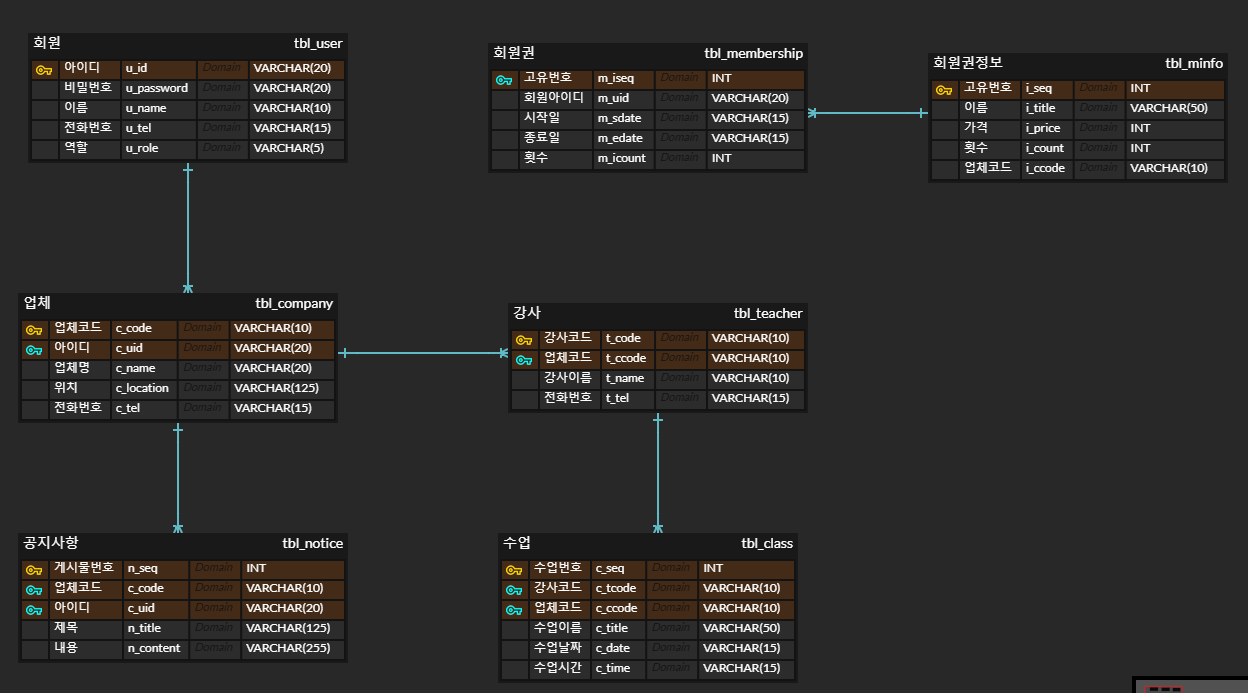 회원 tbl_user
아이디 u_id Domain VARCHAR(20)
비밀번호 u_password Domain VARCHAR(20)
이름 u_name Domain VARCHAR(10)
전화번호 u_tel Domain VARCHAR(15)
역할 u_role Domain VARCHAR(5)
회원권 tbl_membership
고유번호 m_iseq Domain INT
회원아이디 m_uid Domain VARCHAR(20)
시작일 m_sdate Domain VARCHAR(15)
종료일 m_edate Domain VARCHAR(15)
횟수 m_icount Domain INT
회원권정보 tbl_minfo
고유번호 i_seq Domain INT
이름 i_title Domain VARCHAR(50)
가격 i_price Domain INT
횟수 i_count Domain INT
업체코드 i_ccode Domain VARCHAR(10)
업체 tbl_company
업체코드 c_code Domain VARCHAR(10)
아이디 c_uid Domain VARCHAR(20)
업체명 c_name Domain VARCHAR(20)
위치 c_location Domain VARCHAR(125)
전화번호 c_tel Domain VARCHAR(15)
강사 tbl_teacher
강사코드 t_code Domain VARCHAR(10)
업체코드 t_ccode Domain VARCHAR(10)
강사이름 t_name Domain VARCHAR(10)
전화번호 t_tel Domain VARCHAR(15)
공지사항 tbl_notice
게시물번호 n_seq Domain INT
업체코드 c_code Domain VARCHAR(10)
아이디 c_uid Domain VARCHAR(20)
제목 n_title Domain VARCHAR(125)
내용 n_content Domain VARCHAR(255)
수업 tbl_class
수업번호 c_seq Domain INT
강사코드 c_tcode Domain VARCHAR(10)
업체코드 c_ccode Domain VARCHAR(10)
수업이름 c_title Domain VARCHAR(50)
수업날짜 c_date Domain VARCHAR(15)
수업시간 c_time Domain VARCHAR(15)